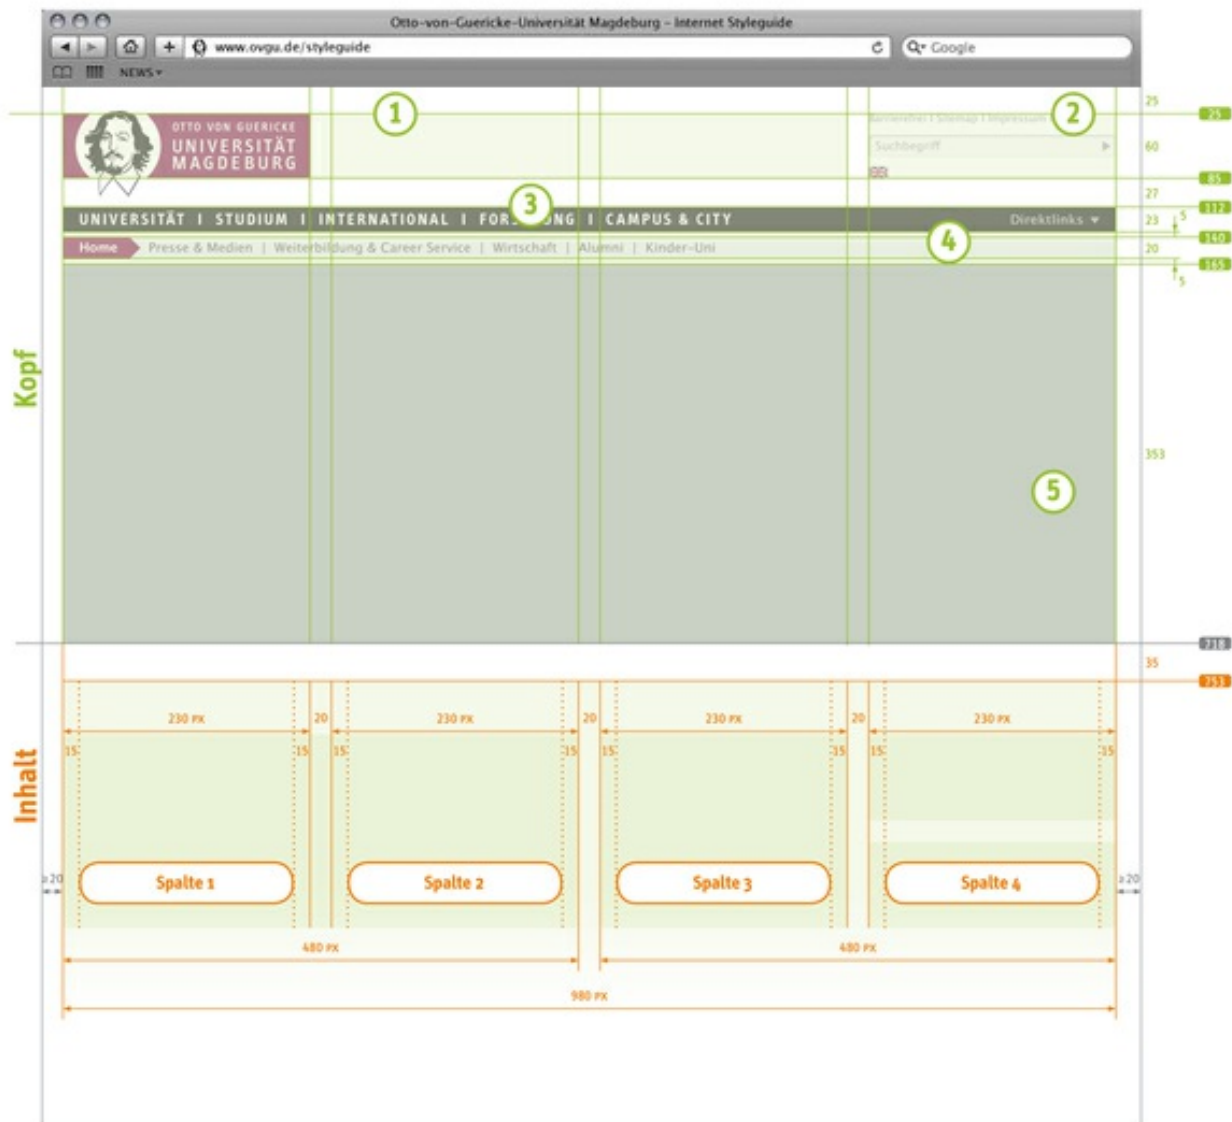 Otto-von-Guericke-Universität Magdeburg – Internet Styleguide
www.ovgu.de/styleguide
Google
NEWS
1
2
25
25
Barrierefrei I Sitemap I Impressum
OTTO VON GUERICKE
UNIVERSITÄT
MAGDEBURG
Suchbegriff
60
85
27
3
112
UNIVERSITÄT I STUDIUM I INTERNATIONAL I I CAMPUS & CITY
Direktlinks
23
5
4
140
Home Presse & Medien | Weiterbildung & Career Service | Wirtschaft | Alumni | Kinder-Uni
20
165
5
Kopf
353
5
718
35
753
230 PX 20 230 PX 20 230 PX 20 230 PX
15 15 15 15 15 15 15 15
Inhalt
≥20 Spalte 1 Spalte 2 Spalte 3 Spalte 4 ≥20
480 PX 480 PX
980 PX